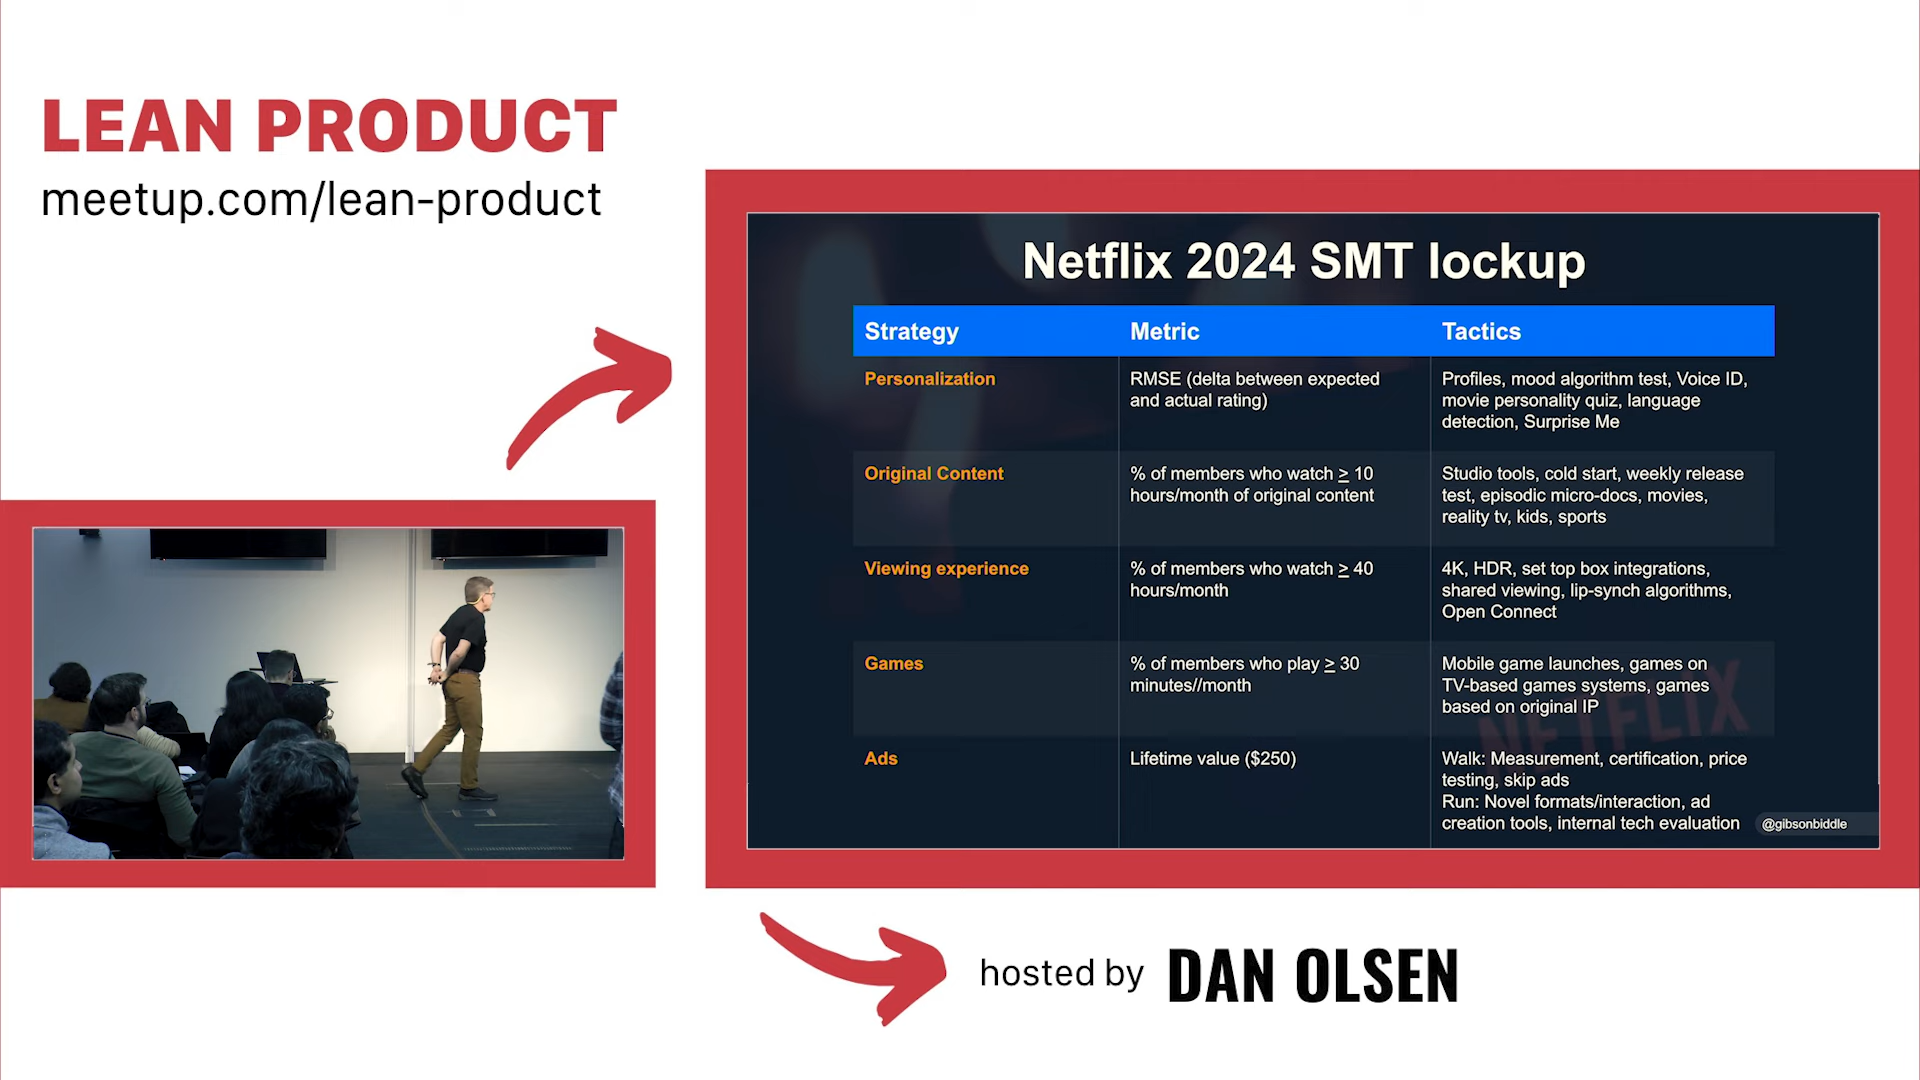 LEAN PRODUCT
meetup.com/lean-product
Netflix 2024 SMT lockup
Strategy
Metric
Tactics
Personalization
RMSE (delta between expected
and actual rating)
Profiles, mood algorithm test, Voice ID,
movie personality quiz, language
detection, Surprise Me
Original Content
% of members who watch ≥ 10
hours/month of original content
Studio tools, cold start, weekly release
test, episodic micro-docs, movies,
reality tv, kids, sports
Viewing experience
% of members who watch ≥ 40
hours/month
4K, HDR, set top box integrations,
shared viewing, lip-synch algorithms,
Open Connect
Games
% of members who play ≥ 30
minutes//month
Mobile game launches, games on
TV-based games systems, games
based on original IP
NETFLIX
Ads
Lifetime value ($250)
Walk: Measurement, certification, price
testing, skip ads
Run: Novel formats/interaction, ad
creation tools, internal tech evaluation
@gibsonbiddle
hosted by DAN OLSEN